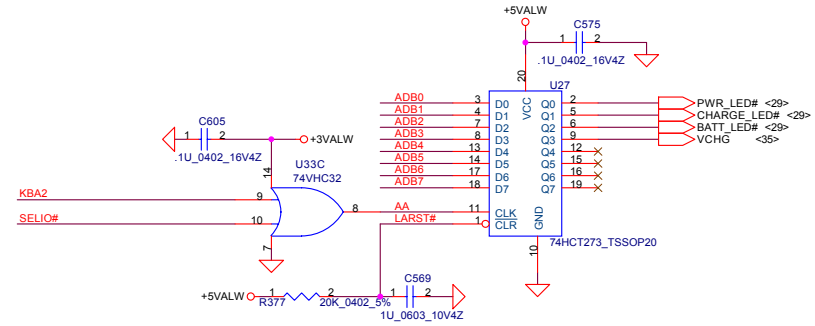 +5VALW
C575
1 2
.1U_0402_16V4Z
20
U27
VCC
ADB0 3 D0 Q0 2 PWR_LED# <29>
ADB1 4 D1 Q1 5 CHARGE_LED# <29>
ADB2 7 D2 Q2 6 BATT_LED# <29>
ADB3 8 D3 Q3 9 VCHG <35>
ADB4 13 D4 Q4 12
ADB5 14 D5 Q5 15
ADB6 17 D6 Q6 16
ADB7 18 D7 Q7 19
C605
1 2
+3VALW
.1U_0402_16V4Z
14
U33C
74VHC32
KBA2 9
SELIO# 10
8 AA 11 CLK
LARST# 1 CLR
GND
7
10
74HCT273_TSSOP20
+5VALW 1 2
R377 20K_0402_5%
C569
1 2
1U_0603_10V4Z